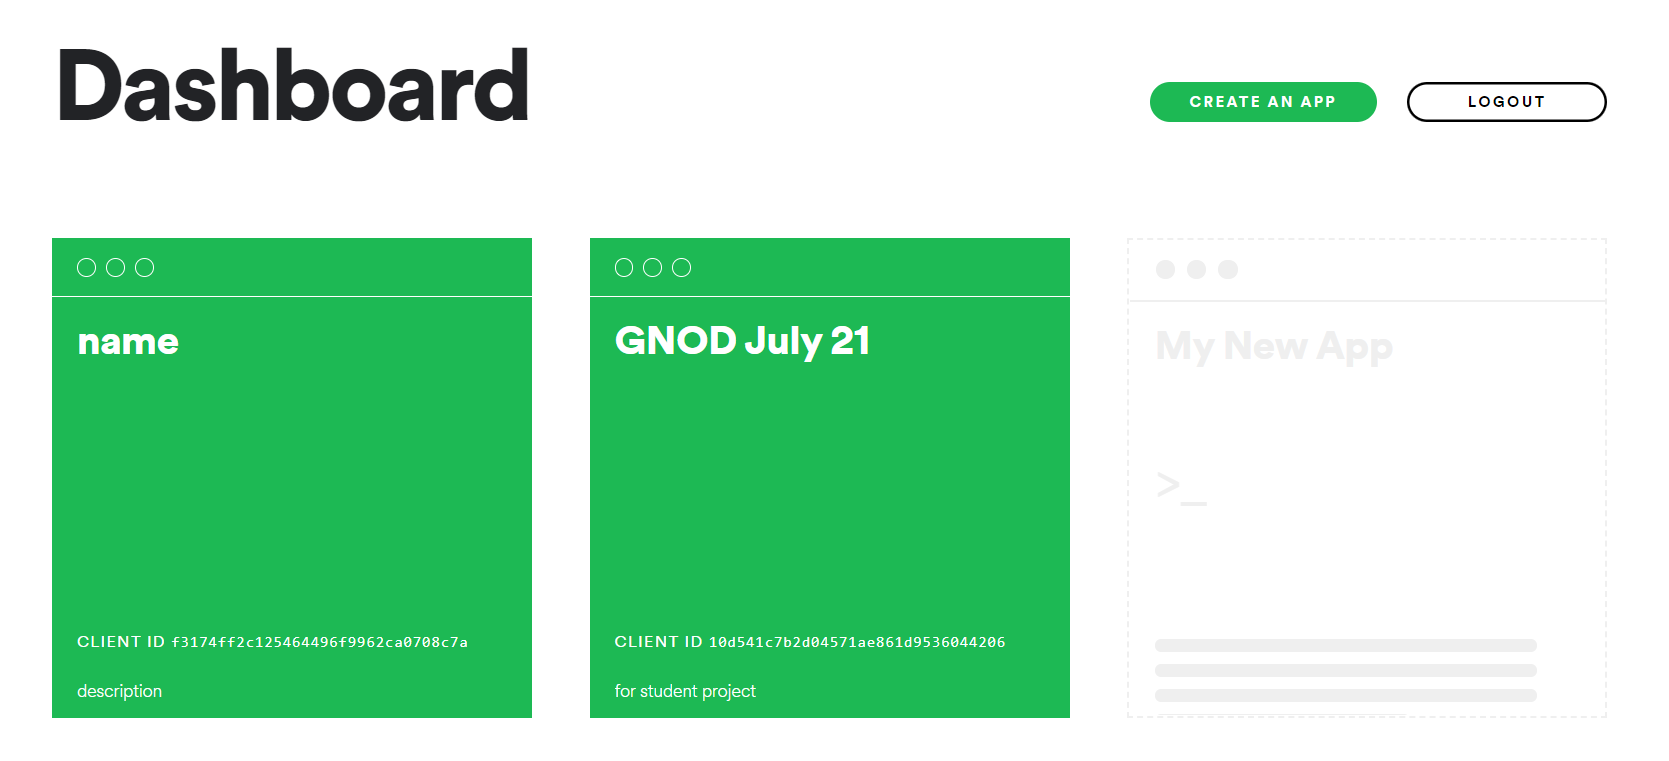 Dashboard
CREATE AN APP
LOGOUT
name
CLIENT ID f3174ff2c125464496f9962ca0708c7a
description
GNOD July 21
CLIENT ID 10d541c7b2d04571ae861d9536044206
for student project
My New App
>_